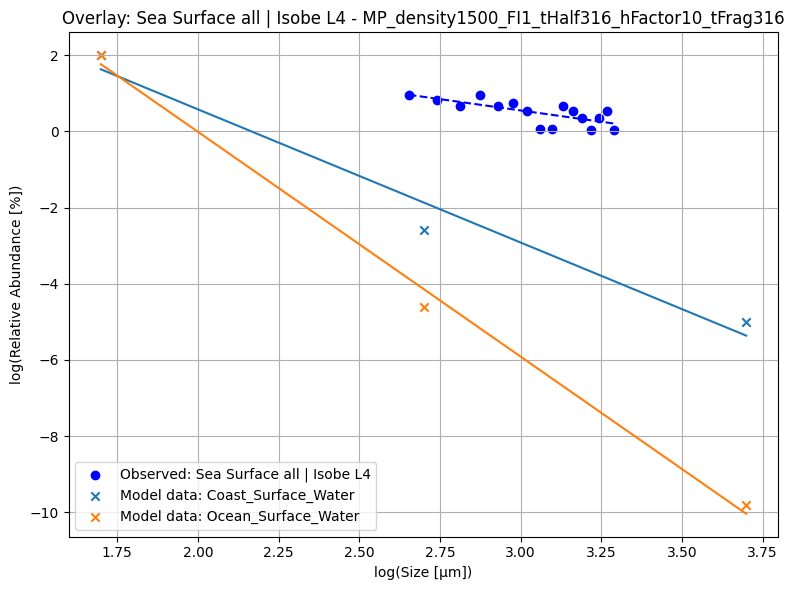 Overlay: Sea Surface all | Isobe L4 - MP_density1500_FI1_tHalf316_hFactor10_tFrag316
log(Relative Abundance [%])
2
0
−2
−4
−6
−8
−10
Observed: Sea Surface all | Isobe L4
Model data: Coast_Surface_Water
Model data: Ocean_Surface_Water
1.75 2.00 2.25 2.50 2.75 3.00 3.25 3.50 3.75
log(Size [µm])